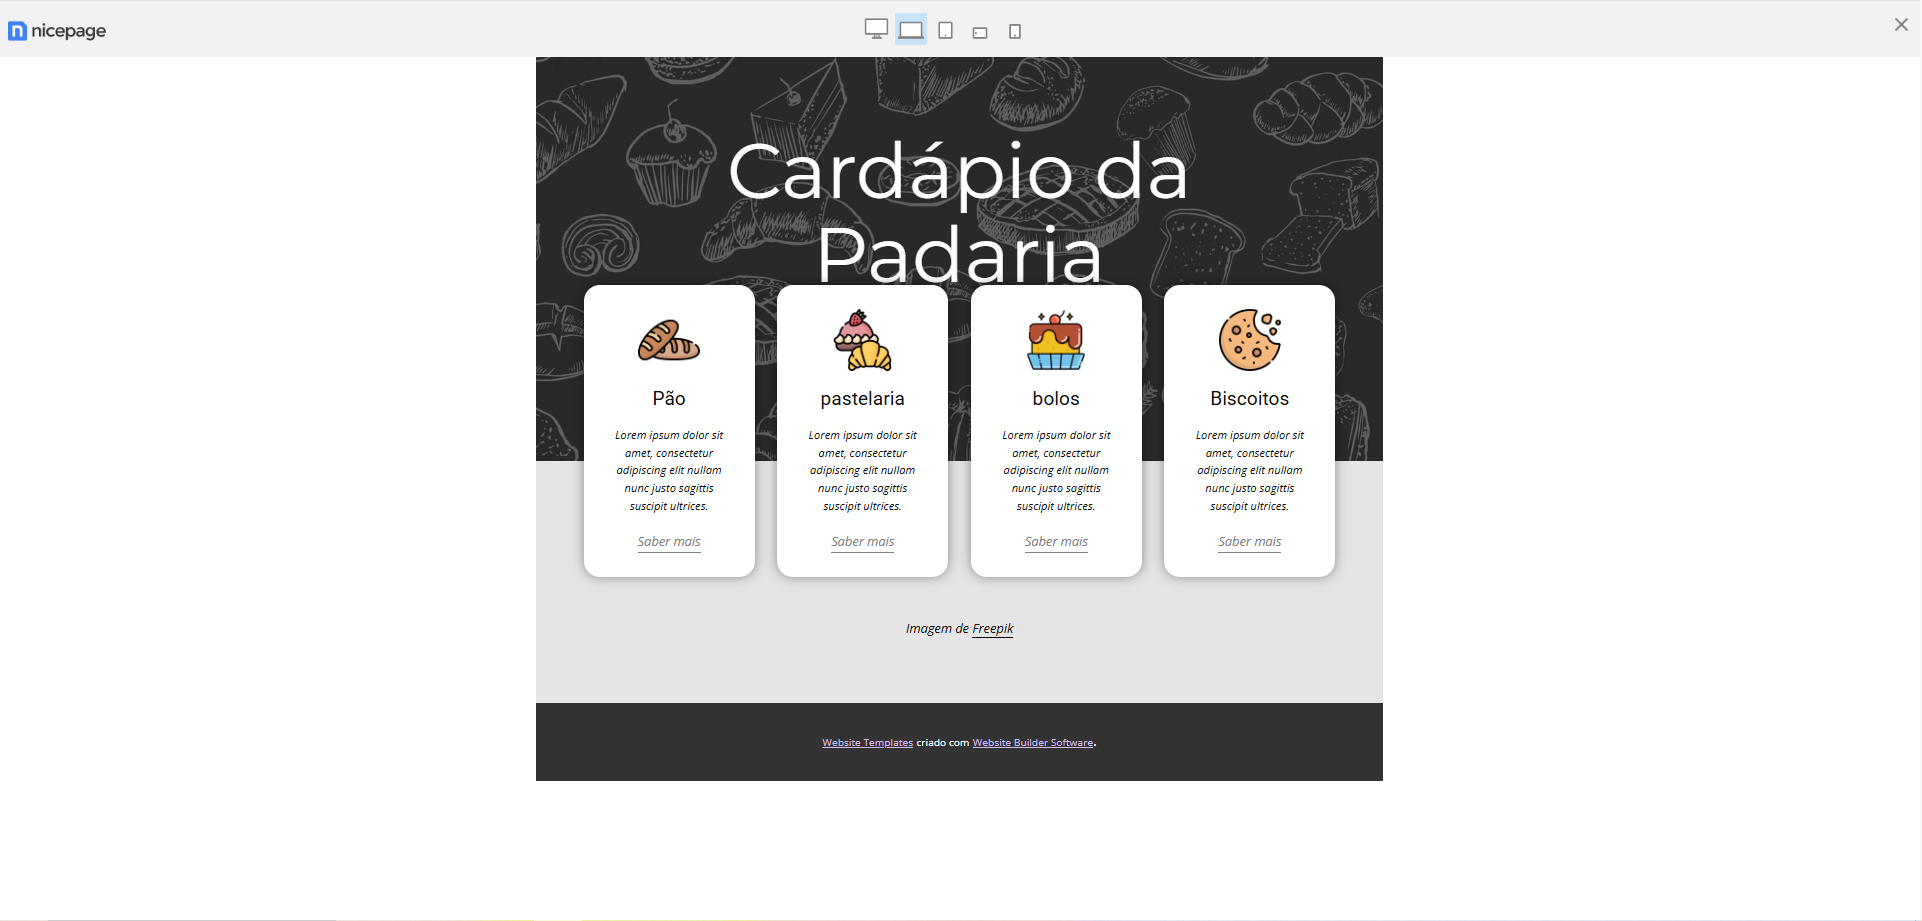 nicepage
Cardápio da
Padaria
Pão
Lorem ipsum dolor sit
amet, consectetur
adipiscing elit nullam
nunc justo sagittis
suscipit ultrices.
Saber mais
pastelaria
Lorem ipsum dolor sit
amet, consectetur
adipiscing elit nullam
nunc justo sagittis
suscipit ultrices.
Saber mais
bolos
Lorem ipsum dolor sit
amet, consectetur
adipiscing elit nullam
nunc justo sagittis
suscipit ultrices.
Saber mais
Biscoitos
Lorem ipsum dolor sit
amet, consectetur
adipiscing elit nullam
nunc justo sagittis
suscipit ultrices.
Saber mais
Imagem de Freepik
Website Templates criado com Website Builder Software.